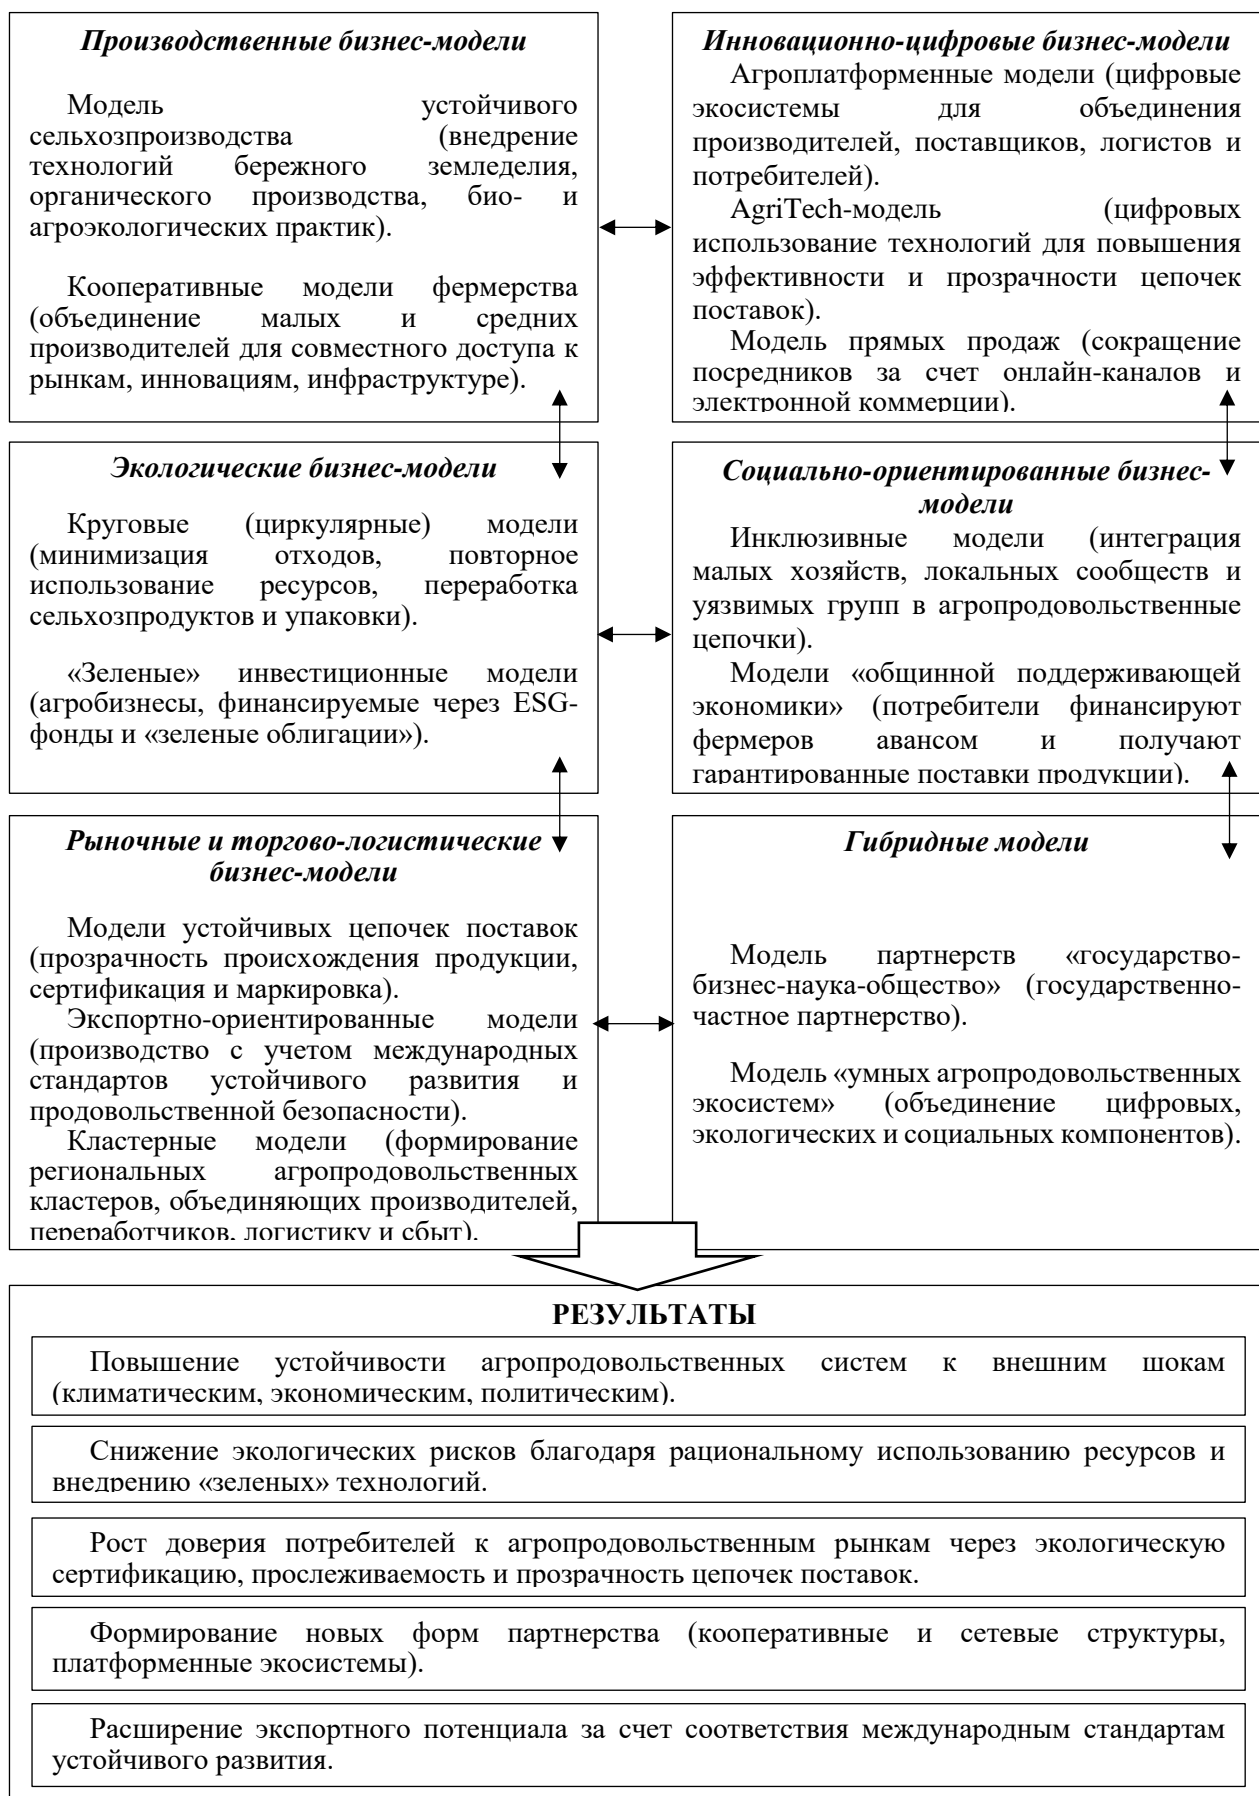 Производственные бизнес-модели
Модель устойчивого
сельхозпроизводства (внедрение
технологий бережного земледелия,
органического производства, био- и
агроэкологических практик).
Кооперативные модели фермерства
(объединение малых и средних
производителей для совместного доступа к
рынкам, инновациям, инфраструктуре).
Инновационно-цифровые бизнес-модели
Агроплатформенные модели (цифровые
экосистемы для объединения
производителей, поставщиков, логистов и
потребителей).
AgriTech-модель (цифровых
использование технологий для повышения
эффективности и прозрачности цепочек
поставок).
Модель прямых продаж (сокращение
посредников за счет онлайн-каналов и
электронной коммерции).
Экологические бизнес-модели
Круговые (циркулярные) модели
(минимизация отходов, повторное
использование ресурсов, переработка
сельхозпродуктов и упаковки).
«Зеленые» инвестиционные модели
(агробизнесы, финансируемые через ESG-
фонды и «зеленые облигации»).
Социально-ориентированные бизнес-
модели
Инклюзивные модели (интеграция
малых хозяйств, локальных сообществ и
уязвимых групп в агропродовольственные
цепочки).
Модели «общинной поддерживающей
экономики» (потребители финансируют
фермеров авансом и получают
гарантированные поставки продукции).
Рыночные и торгово-логистические
бизнес-модели
Модели устойчивых цепочек поставок
(прозрачность происхождения продукции,
сертификация и маркировка).
Экспортно-ориентированные модели
(производство с учетом международных
стандартов устойчивого развития и
продовольственной безопасности).
Кластерные модели (формирование
региональных агропродовольственных
кластеров, объединяющих производителей,
переработчиков, логистику и сбыт).
Гибридные модели
Модель партнерств «государство-
бизнес-наука-общество» (государственно-
частное партнерство).
Модель «умных агропродовольственных
экосистем» (объединение цифровых,
экологических и социальных компонентов).
РЕЗУЛЬТАТЫ
Повышение устойчивости агропродовольственных систем к внешним шокам
(климатическим, экономическим, политическим).
Снижение экологических рисков благодаря рациональному использованию ресурсов и
внедрению «зеленых» технологий.
Рост доверия потребителей к агропродовольственным рынкам через экологическую
сертификацию, прослеживаемость и прозрачность цепочек поставок.
Формирование новых форм партнерства (кооперативные и сетевые структуры,
платформенные экосистемы).
Расширение экспортного потенциала за счет соответствия международным стандартам
устойчивого развития.